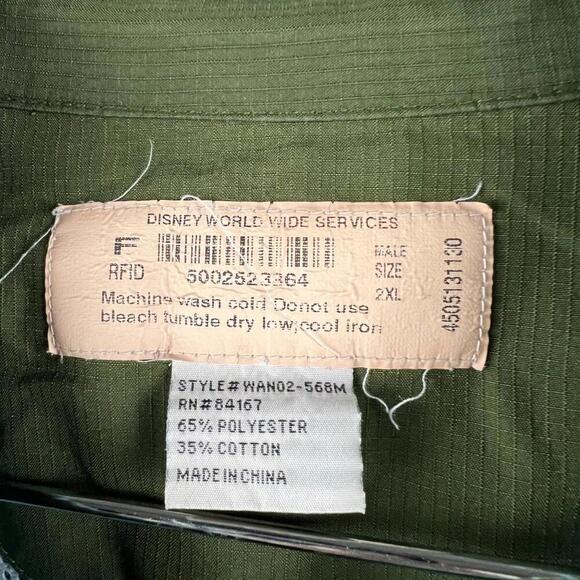 DISNEY WORLD WIDE SERVICES
F
RFID
5002523364
MALE
SIZE
2XL
4505131130
Machine wash cold Donot use
bleach tumble dry low,cool iron
STYLE# WAN02-568M
RN#84167
65% POLYESTER
35% COTTON
MADE IN CHINA